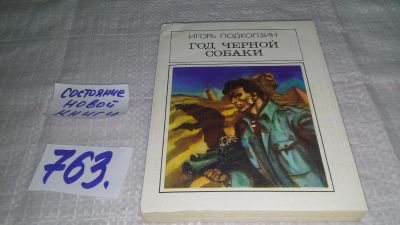 СОСТОЯНИЕ
НОВОЙ
КНИГИ
763.
ИГОРЬ ПОДКОЛЗИН
ГОД ЧЕРНОЙ
СОБАКИ